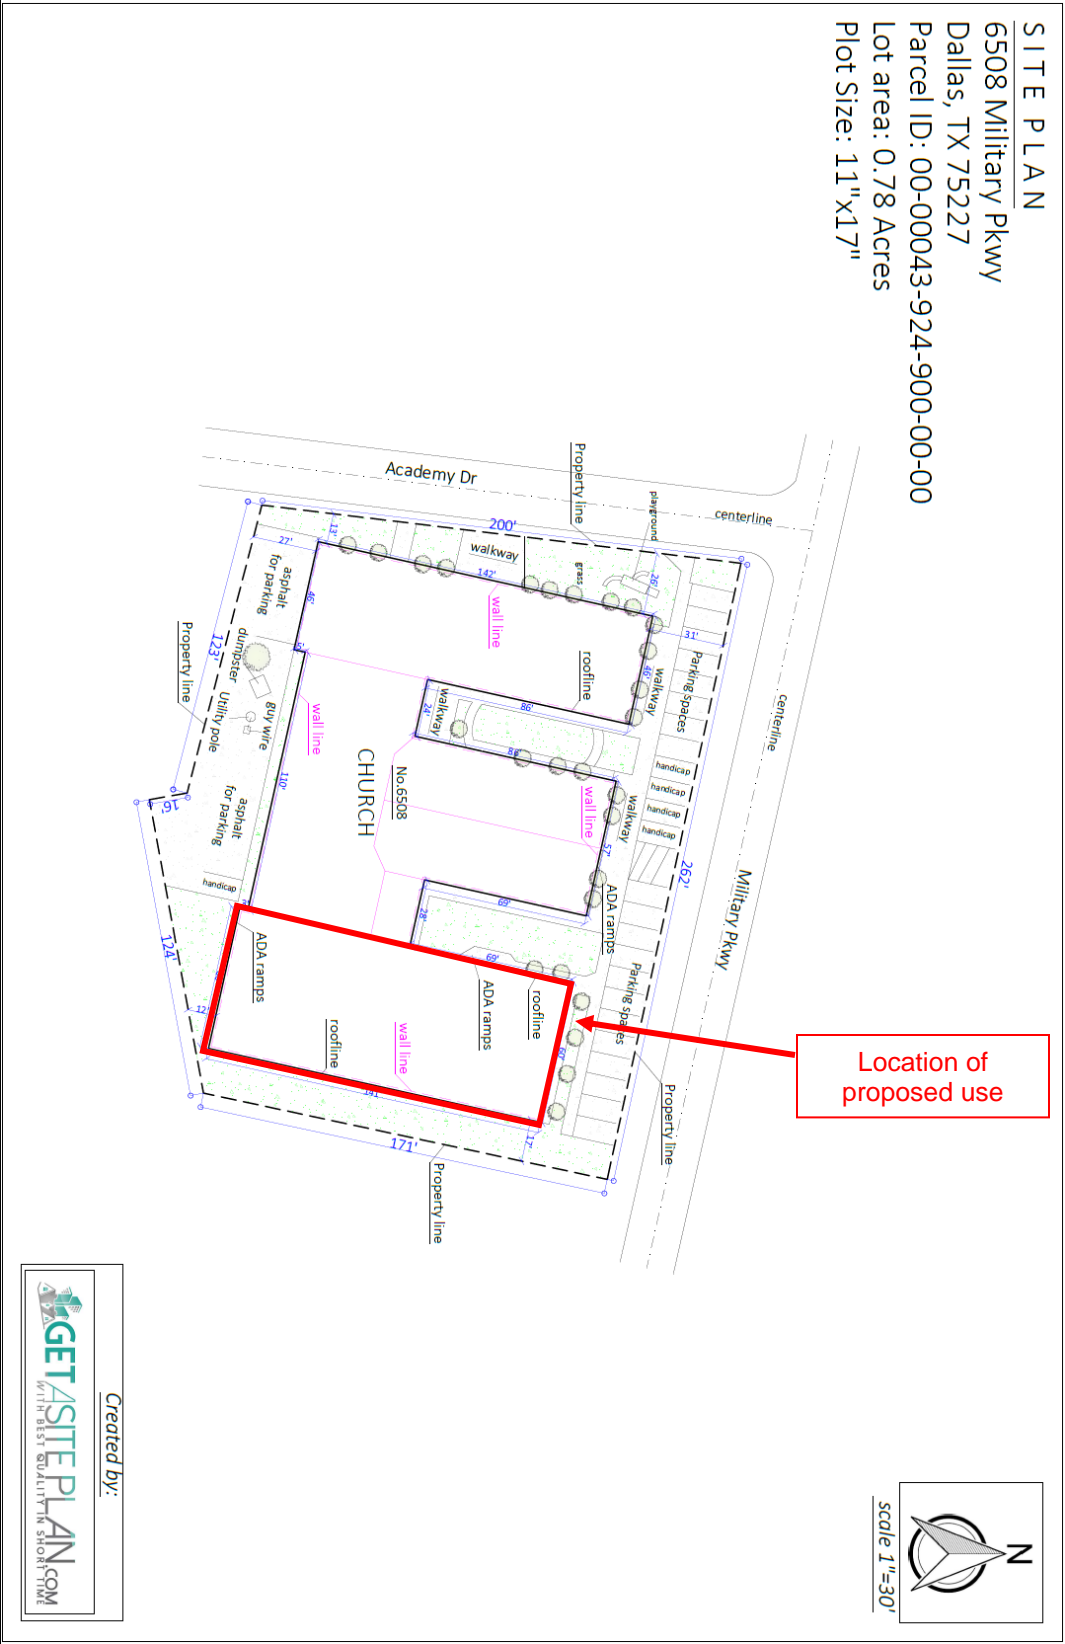 SITE PLAN
6508 Military Pkwy
Dallas, TX 75227
Parcel ID: 00-00043-924-900-00-00
Lot area: 0.78 Acres
Plot Size: 11"x17"
N
scale 1"=30'
Academy Dr
centerline
centerline
Military Pkwy
Property line
playground
200'
13'
27'
walkway
142'
grass
26'
31'
wall line
46'
asphalt
for parking
46'
walkway
Parking spaces
roofline
5'
dumpster
123'
Property line
Utility pole
guy wire
wall line
walkway
24'
86'
86'
handicap
handicap
handicap
handicap
No.6508
CHURCH
wall line
walkway
57'
110'
asphalt
for parking
16'
262'
handicap
69'
28'
ADA ramps
3'
124'
ADA ramps
69'
ADA ramps
roofline
Parking spaces
12'
roofline
wall line
60'
141'
17'
171'
Property line
Property line
Location of
proposed use
Created by:
GETASITEPLAN.COM
WITH BEST QUALITY IN SHORT TIME